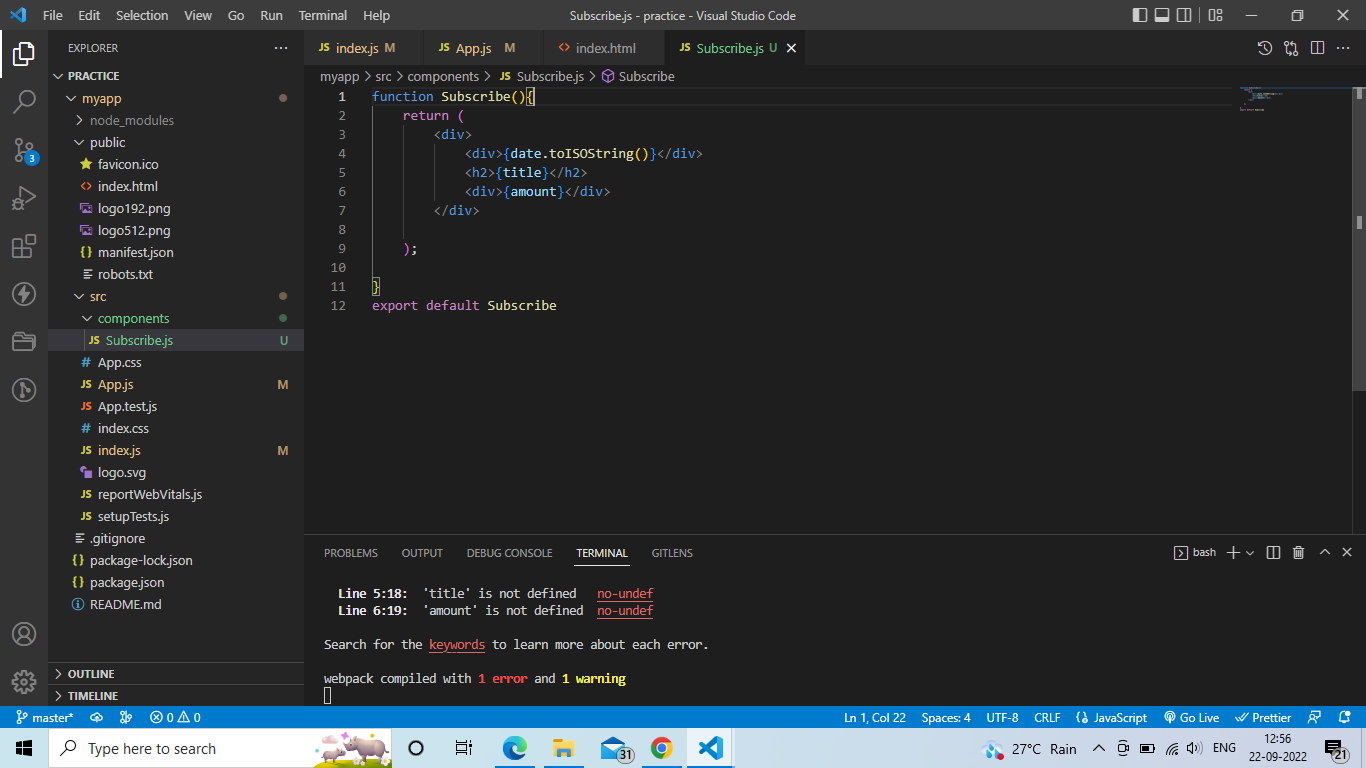 File Edit Selection View Go Run Terminal Help Subscribe.js - practice - Visual Studio Code
EXPLORER
JS index.js M JS App.js M <> index.html JS Subscribe.js U
PRACTICE
myapp > src > components > JS Subscribe.js > Subscribe
myapp
node_modules
public
favicon.ico
<> index.html
logo192.png
logo512.png
{} manifest.json
robots.txt
src
components
JS Subscribe.js U
# App.css
JS App.js M
JS App.test.js
# index.css
JS index.js M
logo.svg
JS reportWebVitals.js
JS setupTests.js
.gitignore
{} package-lock.json
{} package.json
README.md
OUTLINE
TIMELINE
3
1 function Subscribe(){
2 return (
3 <div>
4 <div>{date.toISOString()}</div>
5 <h2>{title}</h2>
6 <div>{amount}</div>
7 </div>
8
9 );
10
11 }
12 export default Subscribe
PROBLEMS OUTPUT DEBUG CONSOLE TERMINAL GITLENS bash
Line 5:18: 'title' is not defined no-undef
Line 6:19: 'amount' is not defined no-undef
Search for the keywords to learn more about each error.
webpack compiled with 1 error and 1 warning
master* 0 0 Ln 1, Col 22 Spaces: 4 UTF-8 CRLF JavaScript Go Live Prettier
Type here to search 31 27°C Rain ENG 12:56
22-09-2022 21